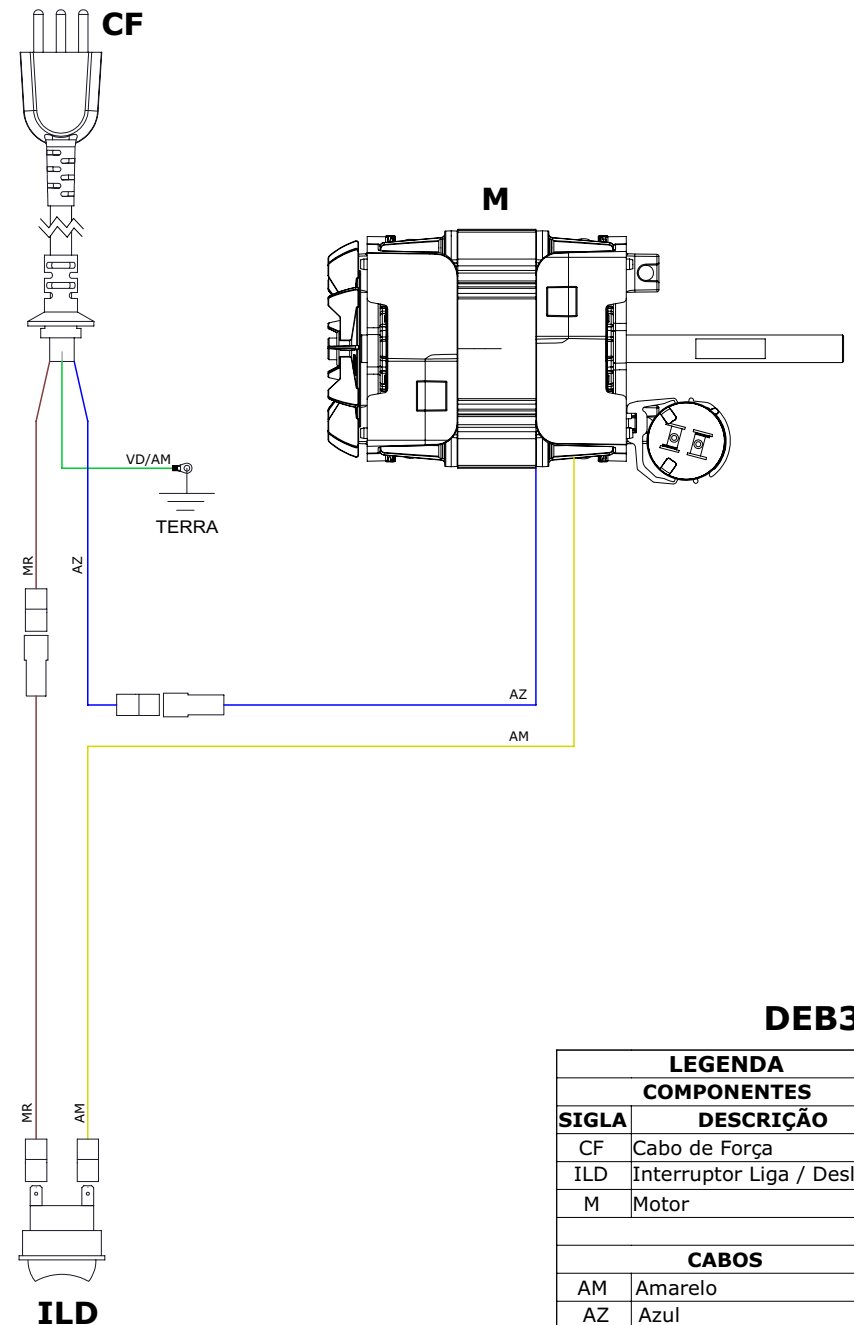 CF
M
VD/AM
TERRA
MR
AZ
AZ
AM
MR
AM
ILD
DEB3
LEGENDA
COMPONENTES
SIGLA DESCRIÇÃO
CF Cabo de Força
ILD Interruptor Liga / Desl
M Motor
CABOS
AM Amarelo
AZ Azul